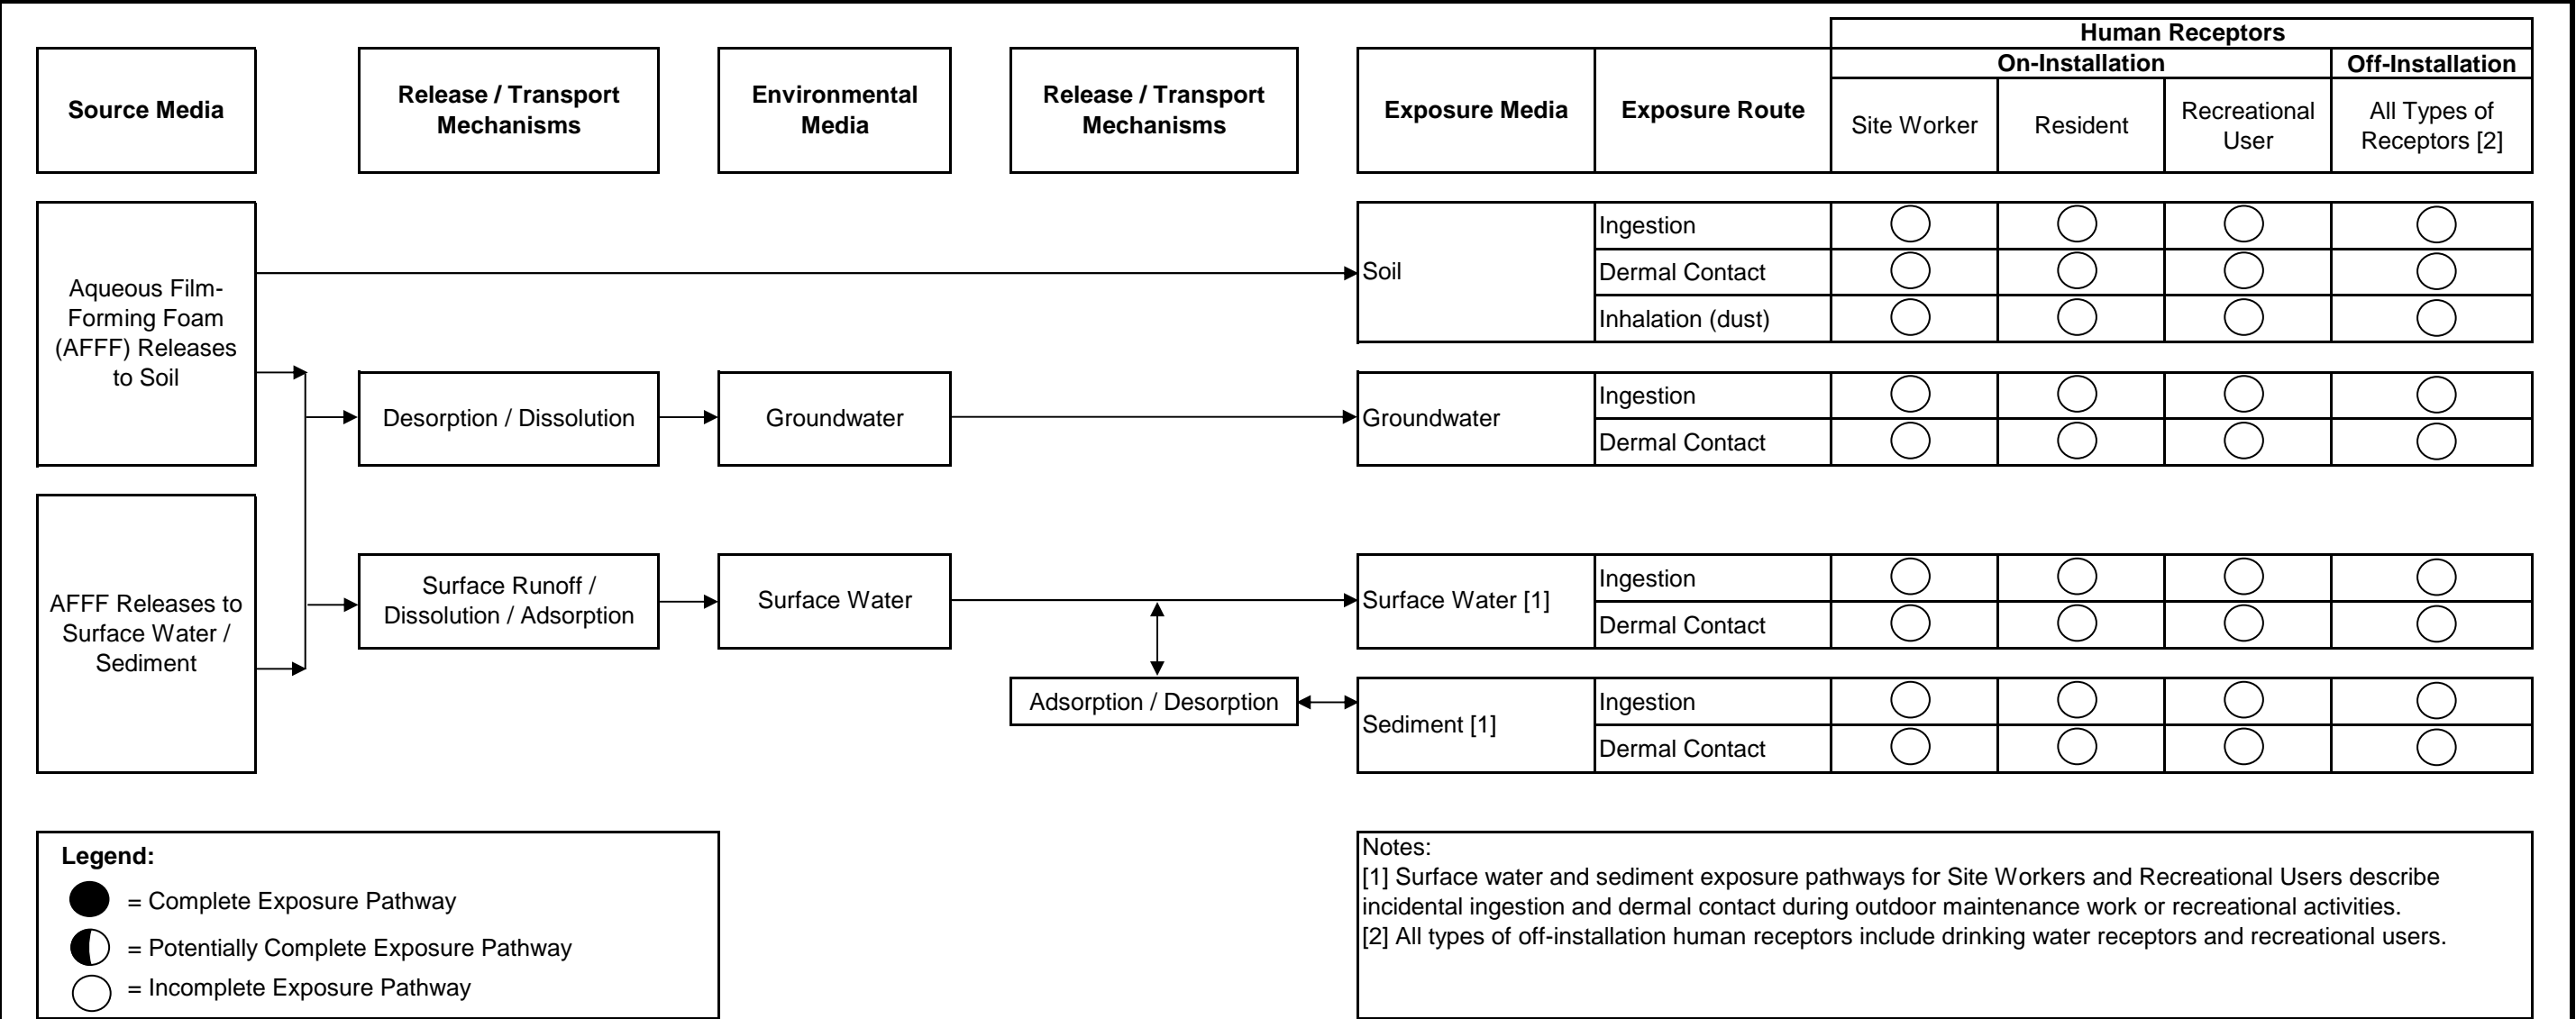 Human Receptors
Source Media
Release / Transport
Mechanisms
Environmental
Media
Release / Transport
Mechanisms
Exposure Media
Exposure Route
On-Installation
Off-Installation
Site Worker
Resident
Recreational
User
All Types of
Receptors [2]
Aqueous Film-
Forming Foam
(AFFF) Releases
to Soil
Soil
Ingestion
Dermal Contact
Inhalation (dust)
Desorption / Dissolution
Groundwater
Groundwater
Ingestion
Dermal Contact
AFFF Releases to
Surface Water /
Sediment
Surface Runoff /
Dissolution / Adsorption
Surface Water
Surface Water [1]
Ingestion
Dermal Contact
Adsorption / Desorption
Sediment [1]
Ingestion
Dermal Contact
Legend:
= Complete Exposure Pathway
= Potentially Complete Exposure Pathway
= Incomplete Exposure Pathway
Notes:
[1] Surface water and sediment exposure pathways for Site Workers and Recreational Users describe
incidental ingestion and dermal contact during outdoor maintenance work or recreational activities.
[2] All types of off-installation human receptors include drinking water receptors and recreational users.